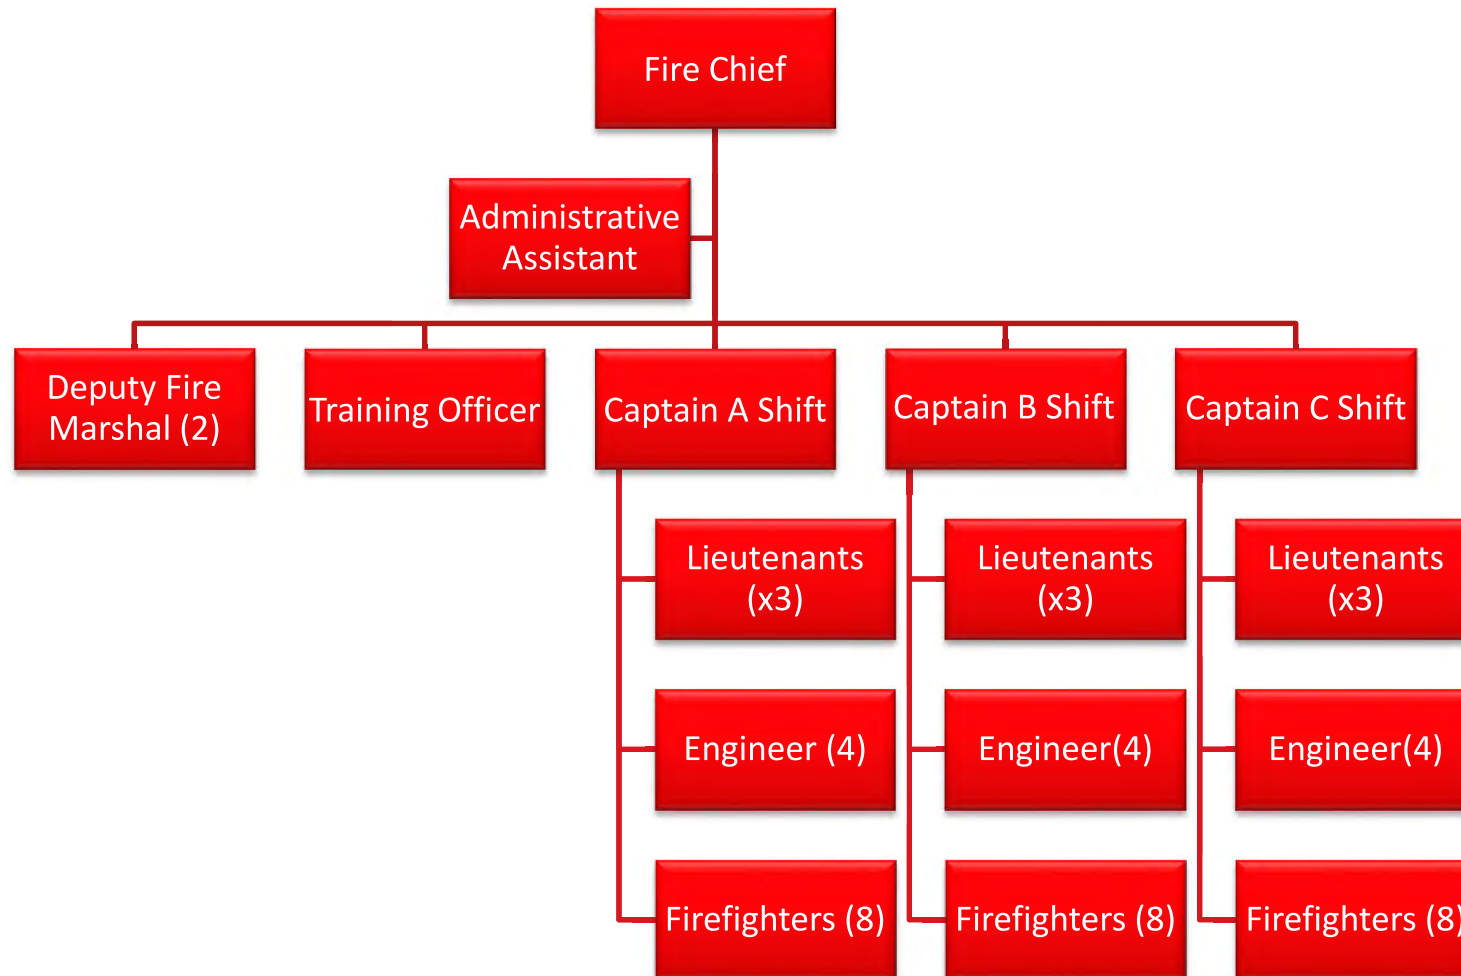 Fire Chief
Administrative
Assistant
Deputy Fire
Marshal (2)
Training Officer
Captain A Shift
Captain B Shift
Captain C Shift
Lieutenants
(x3)
Lieutenants
(x3)
Lieutenants
(x3)
Engineer (4)
Engineer(4)
Engineer(4)
Firefighters (8)
Firefighters (8)
Firefighters (8)